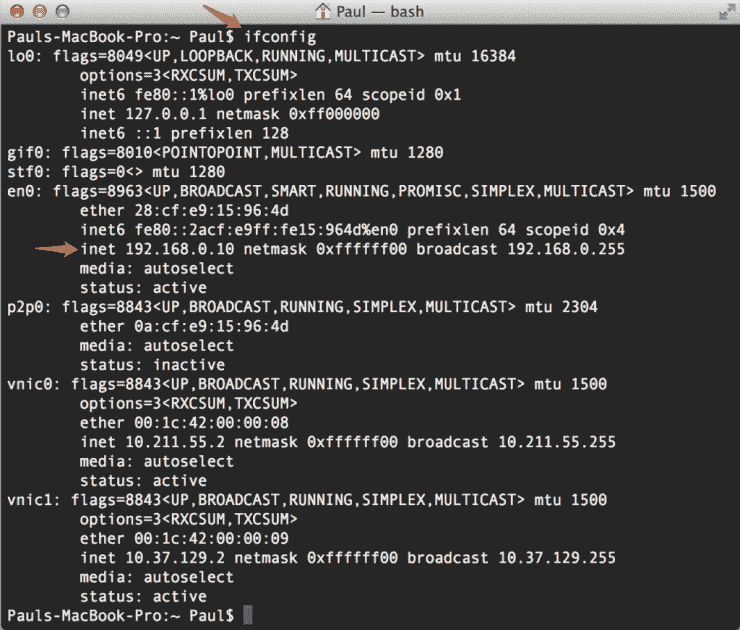 Paul — bash
Pauls-MacBook-Pro:~ Paul$ ifconfig
lo0: flags=8049<UP,LOOPBACK,RUNNING,MULTICAST> mtu 16384
options=3<RXCSUM,TXCSUM>
inet6 fe80::1%lo0 prefixlen 64 scopeid 0x1
inet 127.0.0.1 netmask 0xff000000
inet6 ::1 prefixlen 128
gif0: flags=8010<POINTOPOINT,MULTICAST> mtu 1280
stf0: flags=0<> mtu 1280
en0: flags=8963<UP,BROADCAST,SMART,RUNNING,PROMISC,SIMPLEX,MULTICAST> mtu 1500
ether 28:cf:e9:15:96:4d
inet6 fe80::2acf:e9ff:fe15:964d%en0 prefixlen 64 scopeid 0x4
inet 192.168.0.10 netmask 0xffffff00 broadcast 192.168.0.255
media: autoselect
status: active
p2p0: flags=8843<UP,BROADCAST,RUNNING,SIMPLEX,MULTICAST> mtu 2304
ether 0a:cf:e9:15:96:4d
media: autoselect
status: inactive
vnic0: flags=8843<UP,BROADCAST,RUNNING,SIMPLEX,MULTICAST> mtu 1500
options=3<RXCSUM,TXCSUM>
ether 00:1c:42:00:00:08
inet 10.211.55.2 netmask 0xffffff00 broadcast 10.211.55.255
media: autoselect
status: active
vnic1: flags=8843<UP,BROADCAST,RUNNING,SIMPLEX,MULTICAST> mtu 1500
options=3<RXCSUM,TXCSUM>
ether 00:1c:42:00:00:09
inet 10.37.129.2 netmask 0xffffff00 broadcast 10.37.129.255
media: autoselect
status: active
Pauls-MacBook-Pro:~ Paul$